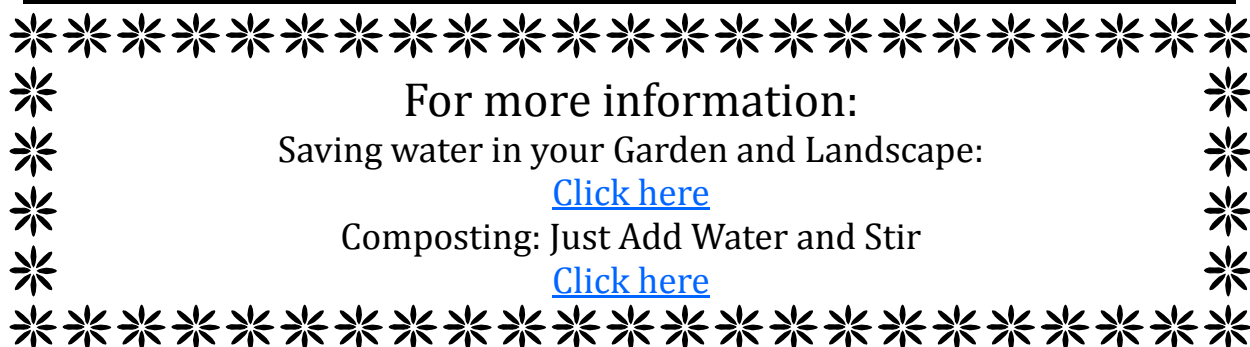 For more information:
Saving water in your Garden and Landscape:
Click here
Composting: Just Add Water and Stir
Click here